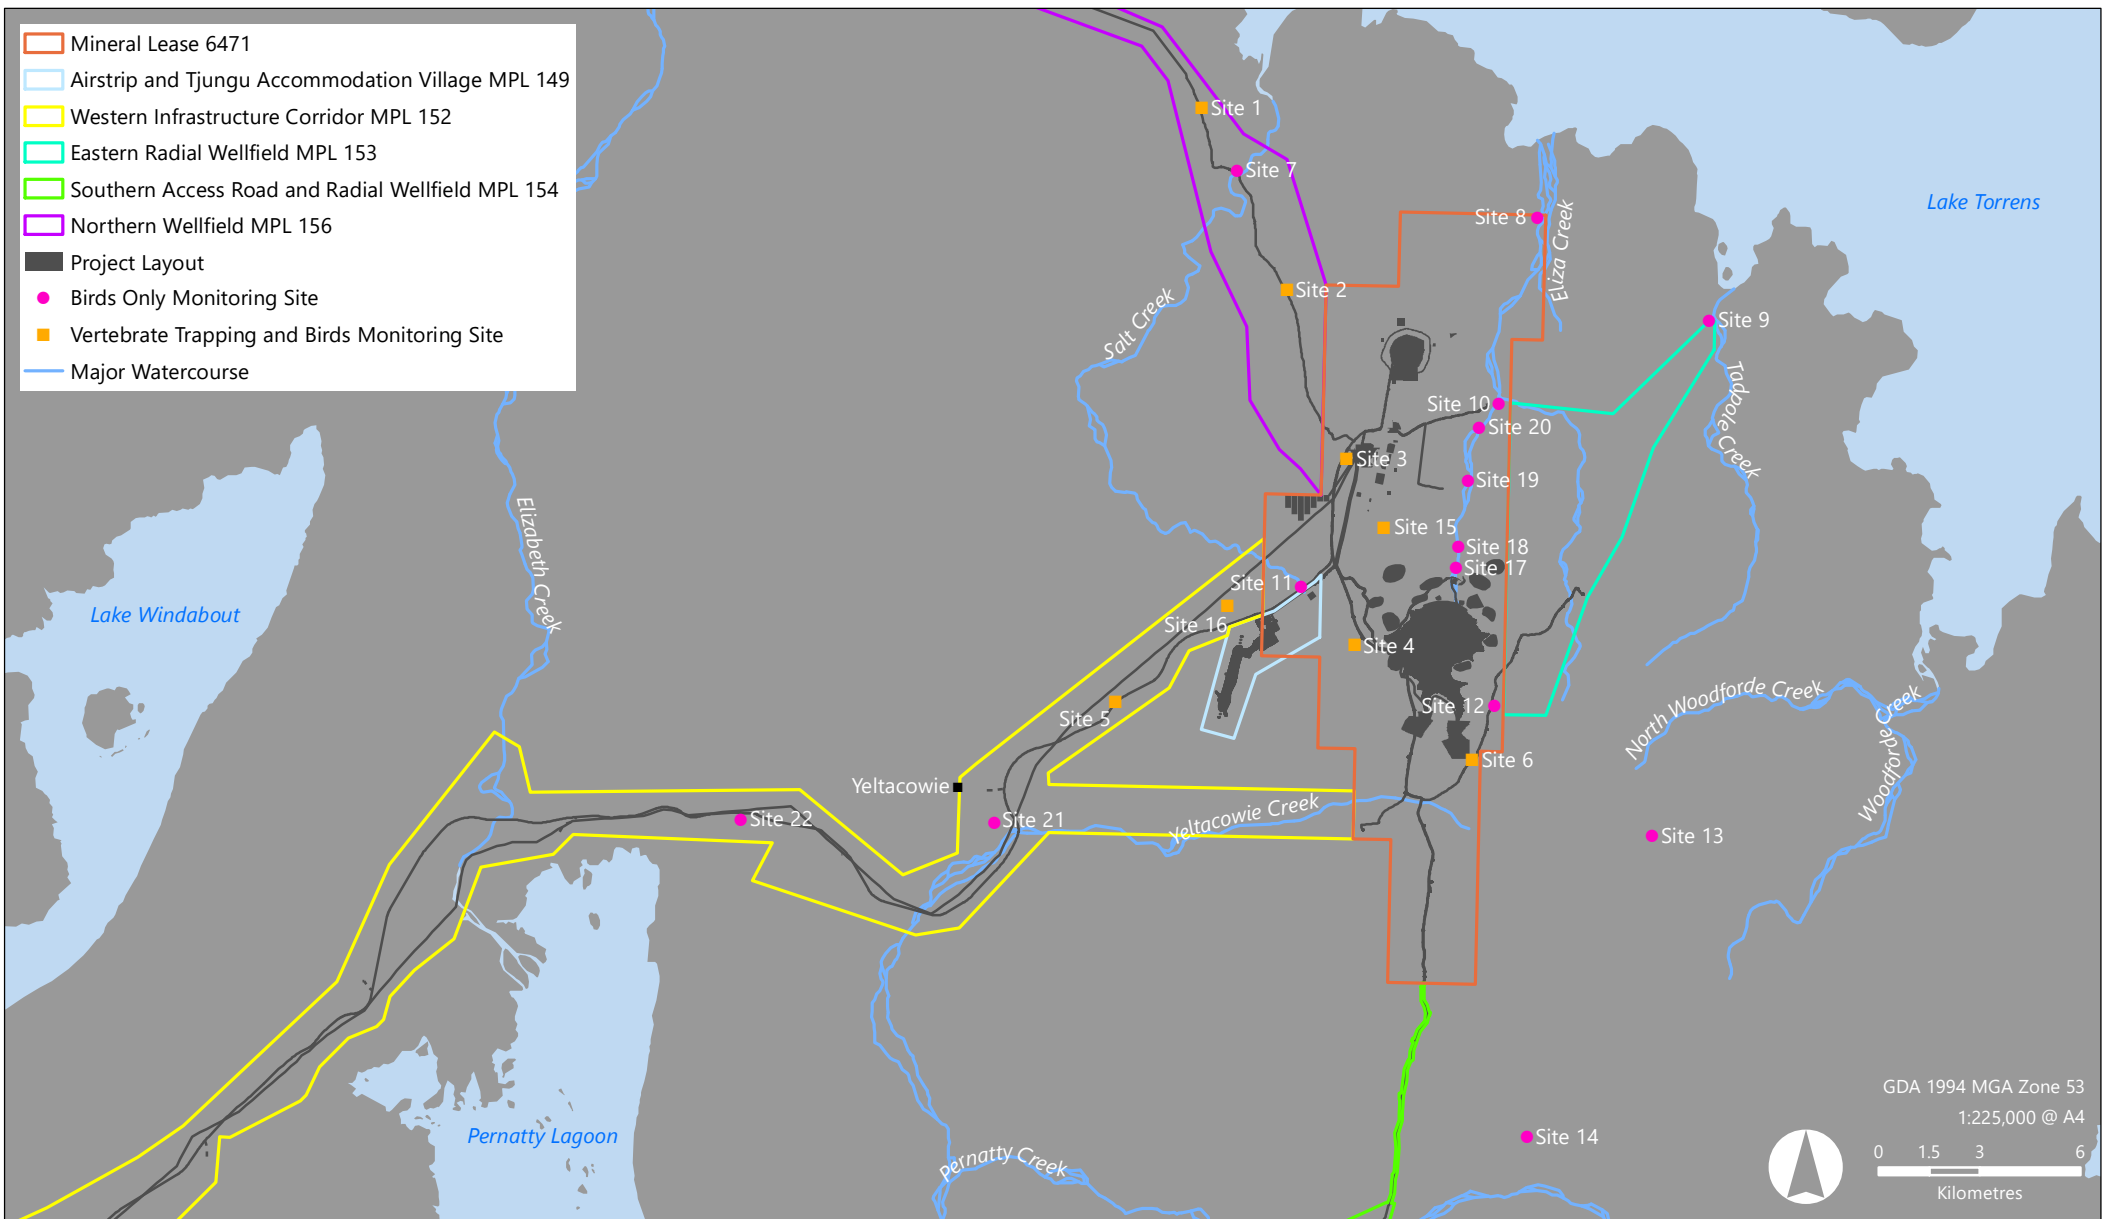 Mineral Lease 6471
Airstrip and Tjungu Accommodation Village MPL 149
Western Infrastructure Corridor MPL 152
Eastern Radial Wellfield MPL 153
Southern Access Road and Radial Wellfield MPL 154
Northern Wellfield MPL 156
Project Layout
Birds Only Monitoring Site
Vertebrate Trapping and Birds Monitoring Site
Major Watercourse
Site 1
Site 7
Lake Torrens
Site 8
Eliza Creek
Site 2
Salt Creek
Site 9
Tadpole Creek
Site 10
Site 20
Site 3
Site 19
Site 15
Elizabeth Creek
Site 18
Site 17
Site 11
Lake Windabout
Site 16
Site 4
Site 5
Site 12
North Woodforde Creek
Woodforde Creek
Site 6
Yeltacowie
Yeltacowie Creek
Site 22
Site 21
Site 13
GDA 1994 MGA Zone 53
1:225,000 @ A4
Pernatty Lagoon
Site 14
Pernatty Creek
0 1.5 3 6
Kilometres